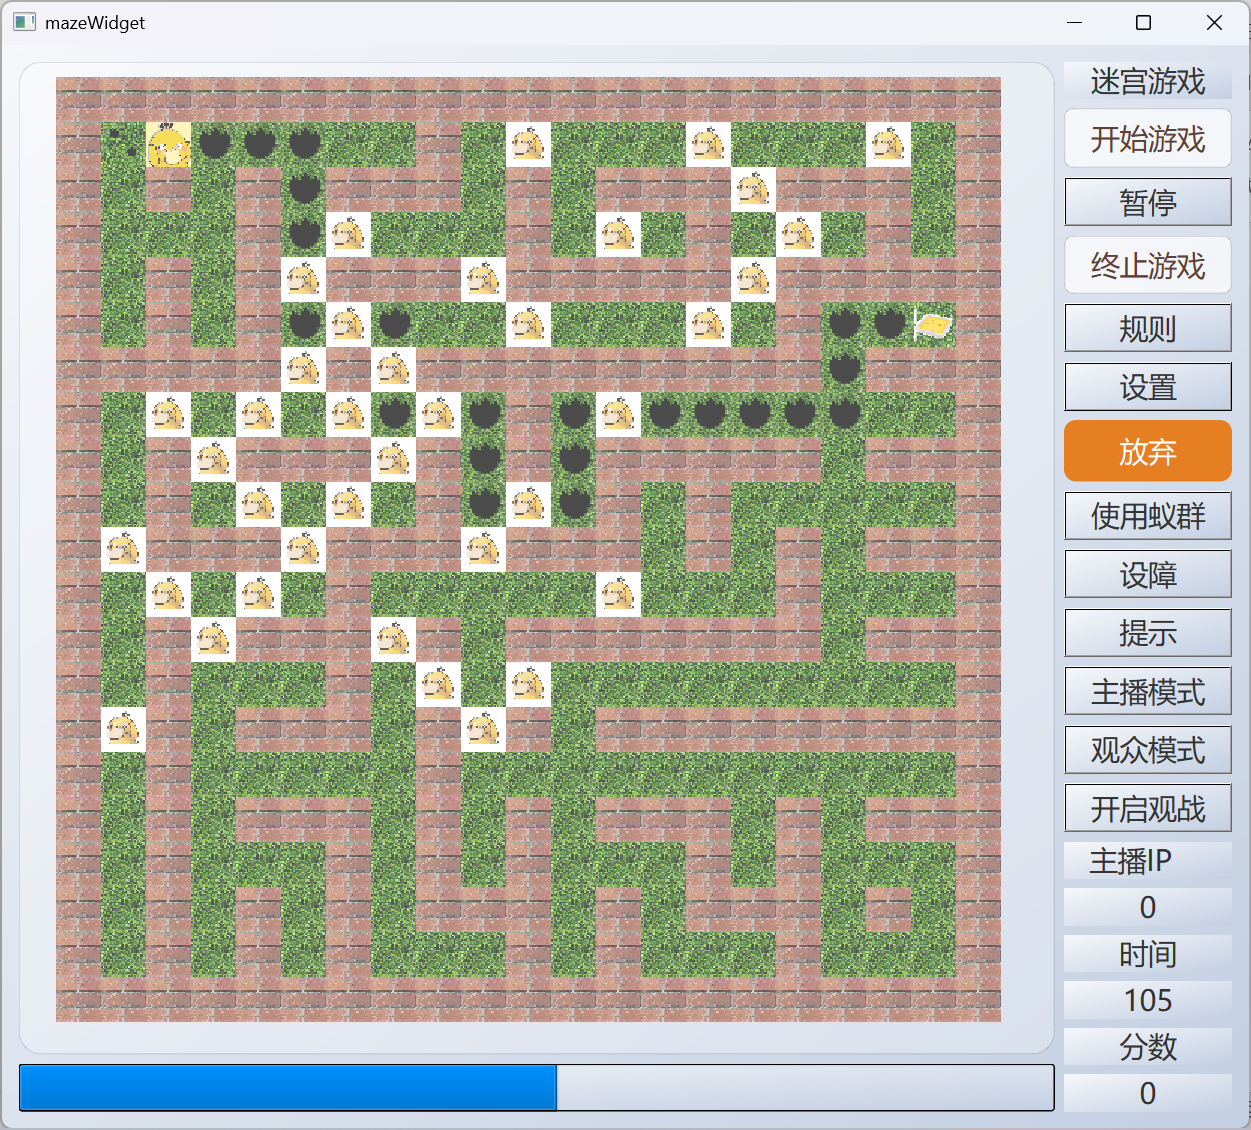 mazeWidget
迷宫游戏
开始游戏
暂停
终止游戏
规则
设置
放弃
使用蚁群
设障
提示
主播模式
观众模式
开启观战
主播IP
0
时间
105
分数
0